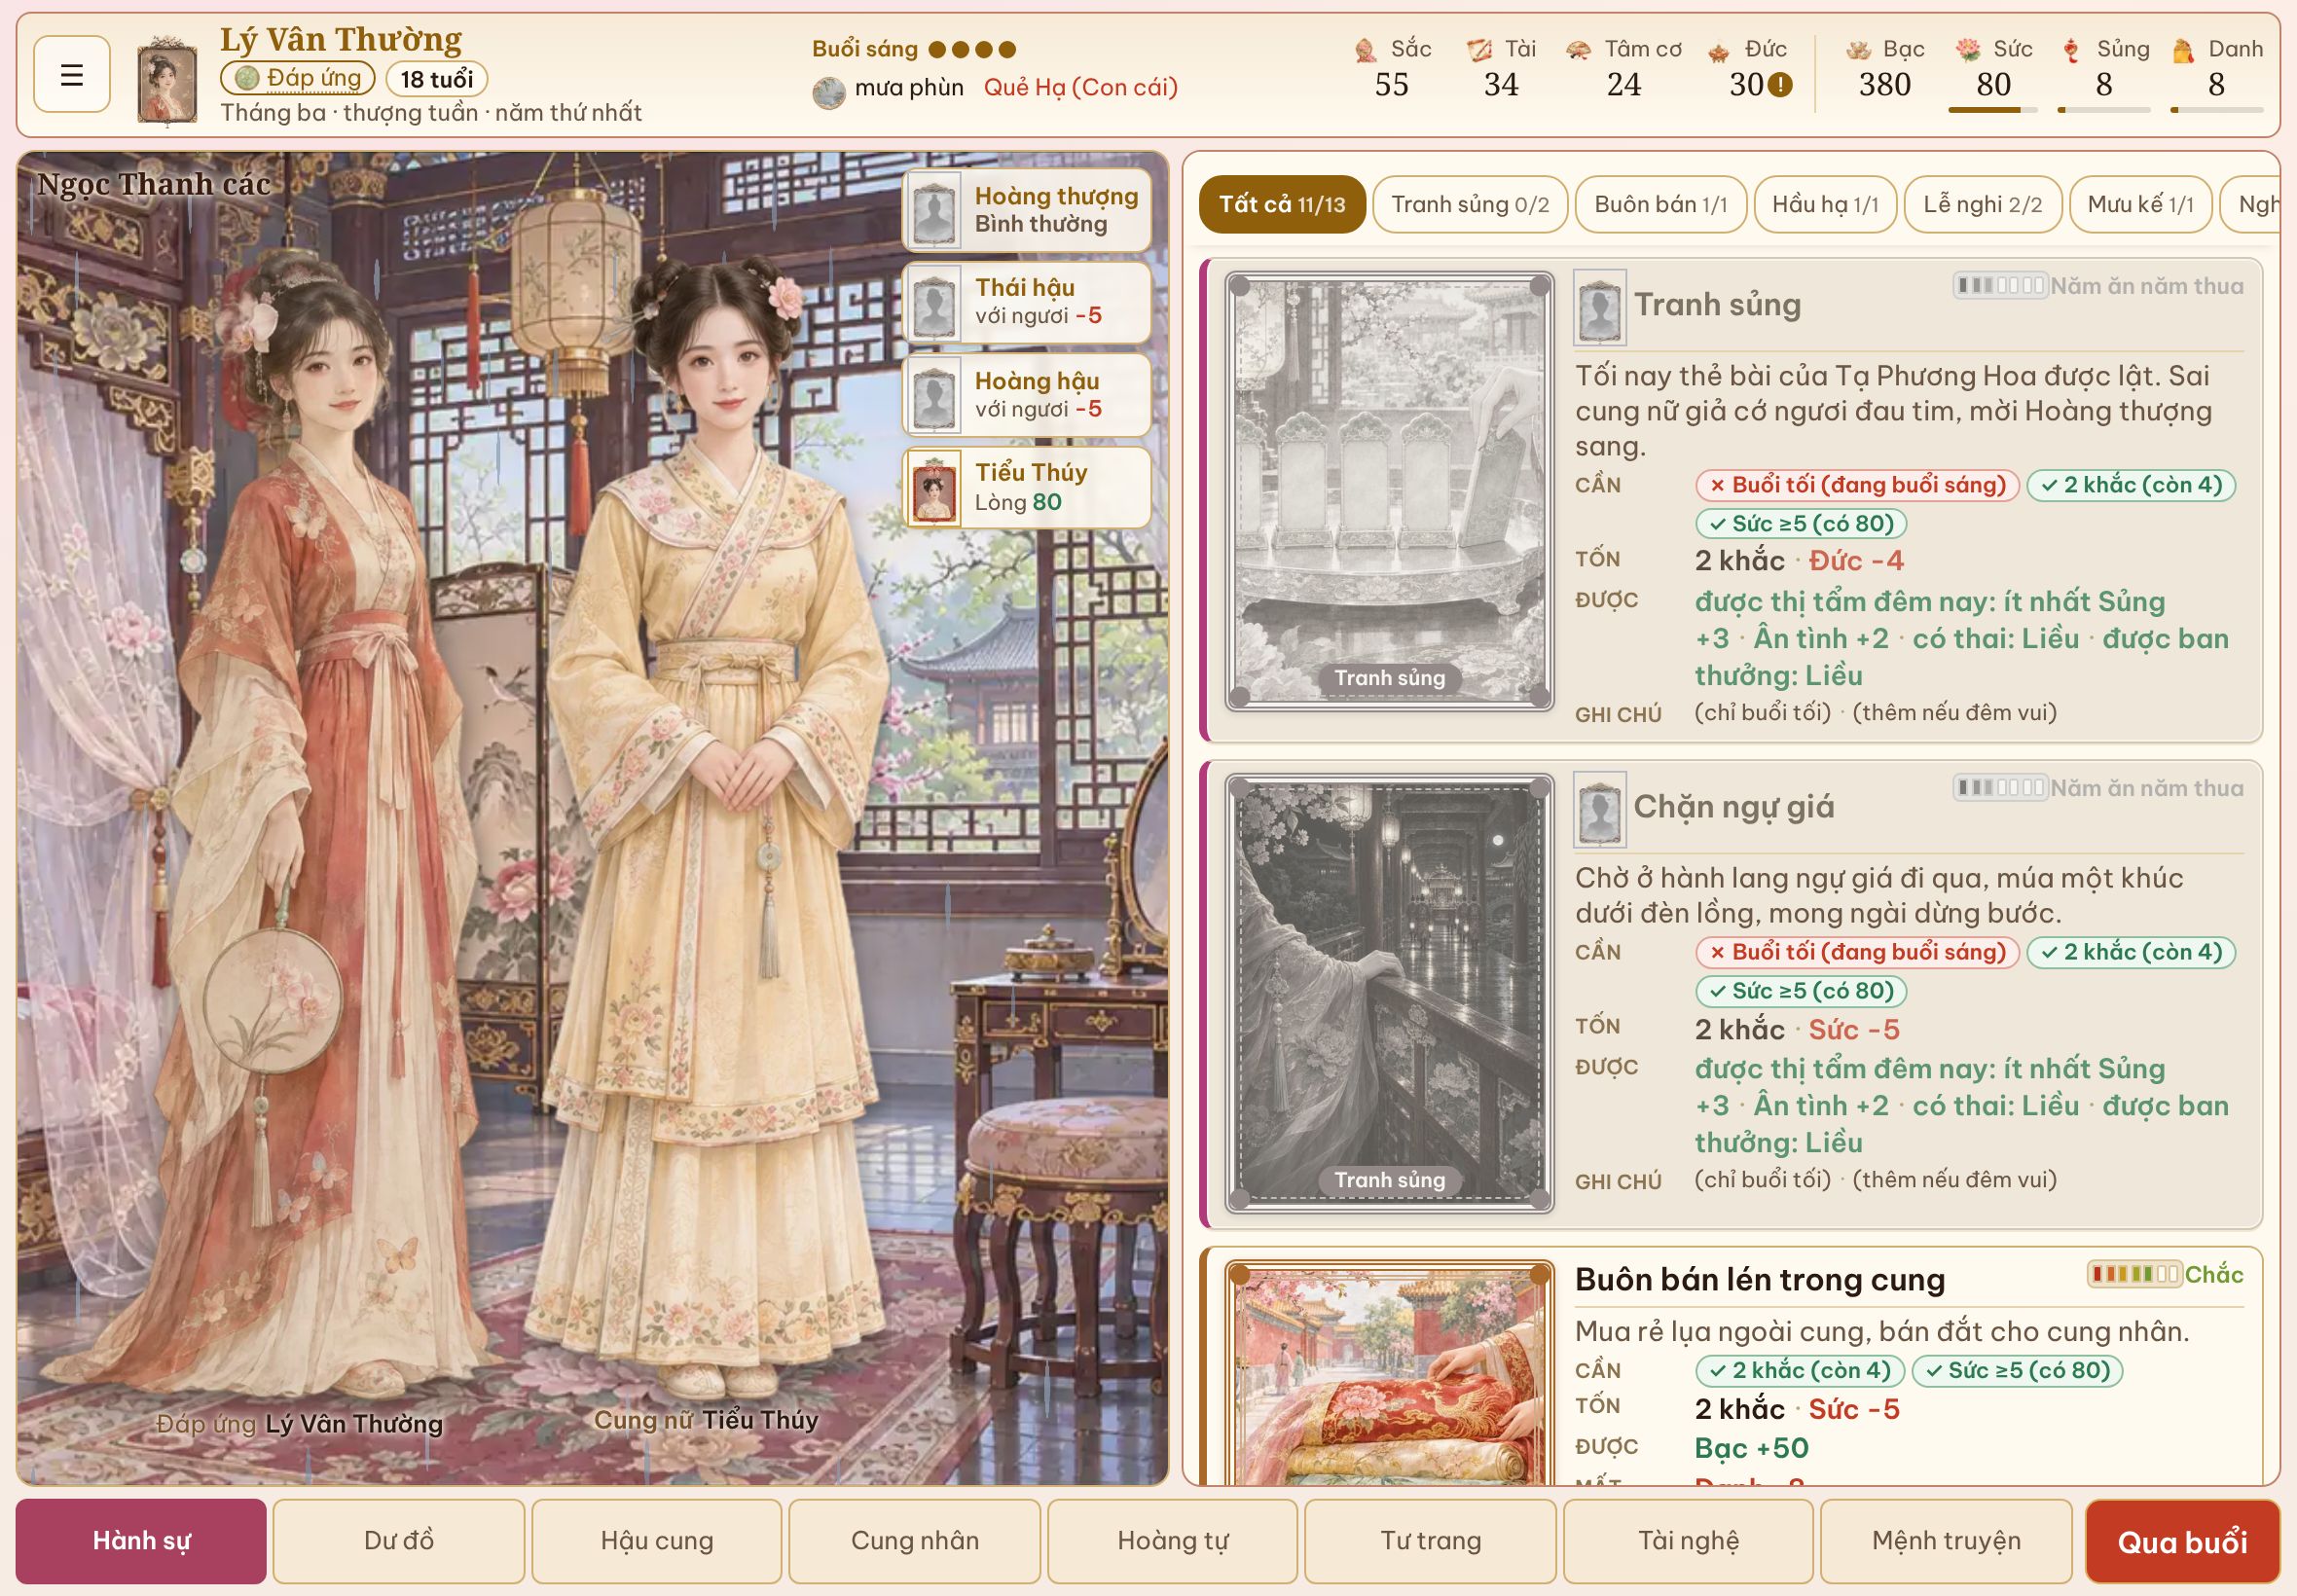 Lý Vân Thường
Đáp ứng 18 tuổi
Tháng ba · thượng tuần · năm thứ nhất
Buổi sáng
mưa phùn Quẻ Hạ (Con cái)
Sắc Tài Tâm cơ Đức Bạc Sức Sủng Danh
55 34 24 30 ! 380 80 8 8
Ngọc Thanh các
Hoàng thượng
Bình thường
Thái hậu
với ngươi -5
Hoàng hậu
với ngươi -5
Tiểu Thúy
Lòng 80
Đáp ứng Lý Vân Thường
Cung nữ Tiểu Thúy
Tất cả 11/13 Tranh sủng 0/2 Buôn bán 1/1 Hầu hạ 1/1 Lễ nghi 2/2 Mưu kế 1/1 Ngh
Tranh sủng
Năm ăn năm thua
Tranh sủng
Tối nay thẻ bài của Tạ Phương Hoa được lật. Sai
cung nữ giả cớ ngươi đau tim, mời Hoàng thượng
sang.
CẦN × Buổi tối (đang buổi sáng) ✓ 2 khắc (còn 4)
✓ Sức ≥5 (có 80)
TỐN 2 khắc · Đức -4
ĐƯỢC được thị tẩm đêm nay: ít nhất Sủng
+3 · Ân tình +2 · có thai: Liều · được ban
thưởng: Liều
GHI CHÚ (chỉ buổi tối) · (thêm nếu đêm vui)
Tranh sủng
Chặn ngự giá
Năm ăn năm thua
Chờ ở hành lang ngự giá đi qua, múa một khúc
dưới đèn lồng, mong ngài dừng bước.
CẦN × Buổi tối (đang buổi sáng) ✓ 2 khắc (còn 4)
✓ Sức ≥5 (có 80)
TỐN 2 khắc · Sức -5
ĐƯỢC được thị tẩm đêm nay: ít nhất Sủng
+3 · Ân tình +2 · có thai: Liều · được ban
thưởng: Liều
GHI CHÚ (chỉ buổi tối) · (thêm nếu đêm vui)
Buôn bán lén trong cung
Chắc
Mua rẻ lụa ngoài cung, bán đắt cho cung nhân.
CẦN ✓ 2 khắc (còn 4) ✓ Sức ≥5 (có 80)
TỐN 2 khắc · Sức -5
ĐƯỢC Bạc +50
Hành sự Dư đồ Hậu cung Cung nhân Hoàng tự Tư trang Tài nghệ Mệnh truyện Qua buổi